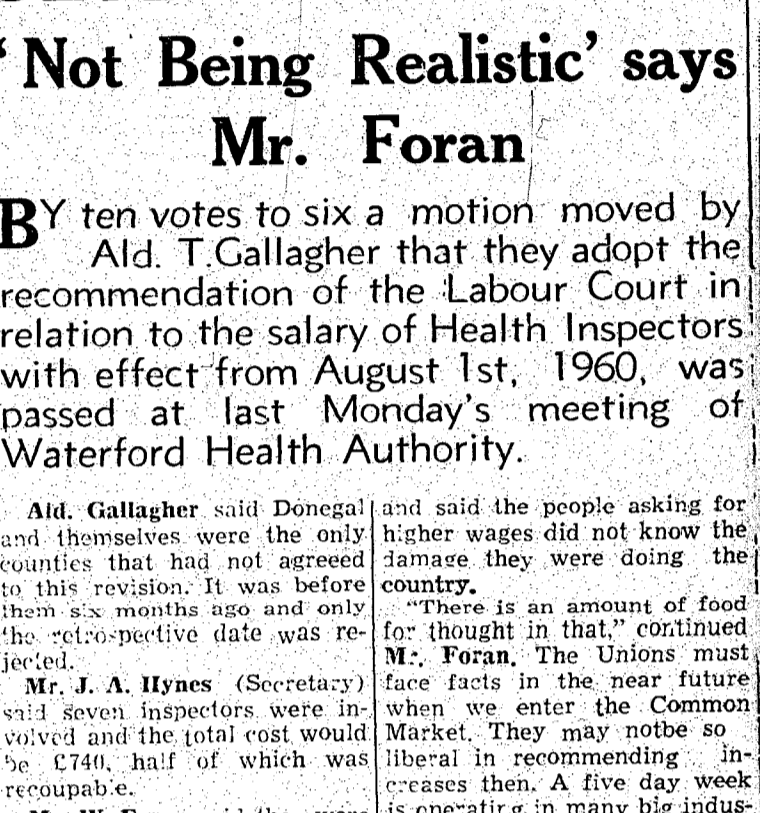 ‘Not Being Realistic’ says
Mr. Foran
BY ten votes to six a motion moved by
Ald. T.Gallagher that they adopt the
recommendation of the Labour Court in
relation to the salary of Health Inspectors
with effect from August 1st, 1960, was
passed at last Monday’s meeting of
Waterford Health Authority.
Ald. Gallagher said Donegal
and themselves were the only
counties that had not agreeed
to this revision. It was before
them six months ago and only
the retrospective date was re-
jected.
Mr. J. A. Hynes (Secretary)
said seven inspectors were in-
volved and the total cost would
be £740, half of which was
recoupable.
and said the people asking for
higher wages did not know the
damage they were doing the
country.
“There is an amount of food
for thought in that,” continued
Mr. Foran. The Unions must
face facts in the near future
when we enter the Common
Market. They may notbe so
liberal in recommending in-
creases then. A five day week
is operating in many big indus-